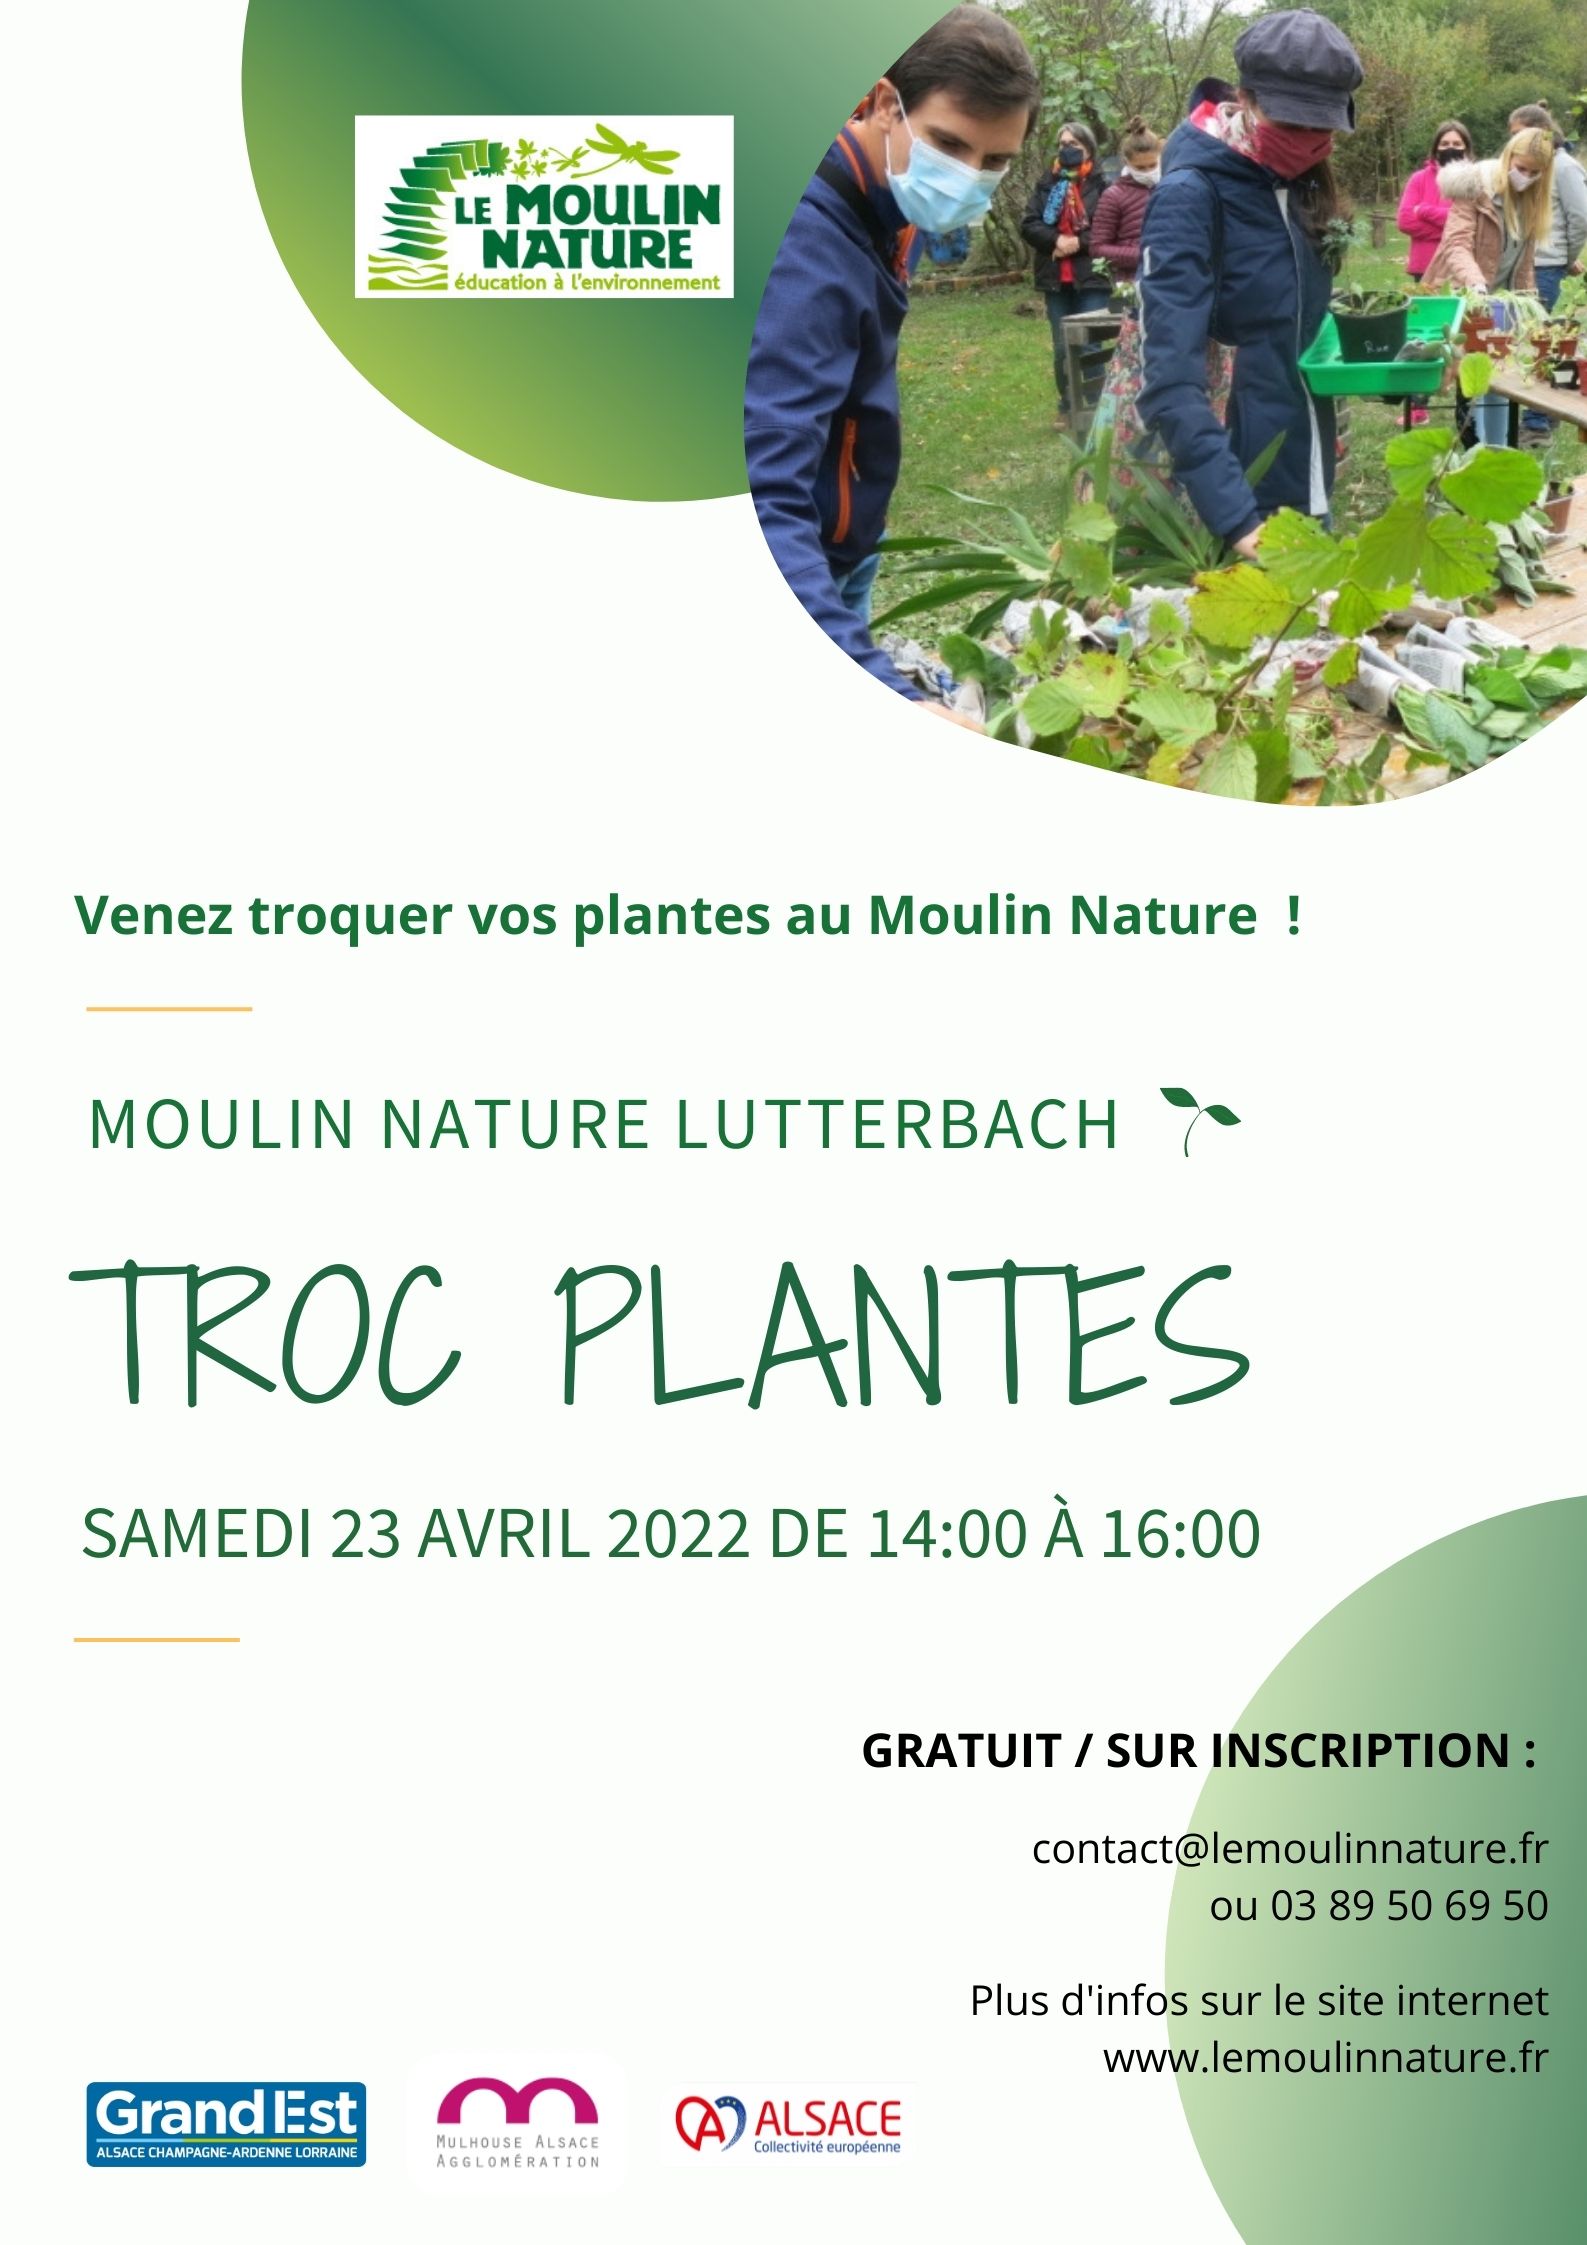 LE MOULIN
NATURE
éducation à l'environnement
Rue
Venez troquer vos plantes au Moulin Nature !
MOULIN NATURE LUTTERBACH
TROC PLANTES
SAMEDI 23 AVRIL 2022 DE 14:00 À 16:00
GRATUIT / SUR INSCRIPTION :
contact@lemoulinnature.fr
ou 03 89 50 69 50
Plus d'infos sur le site internet
www.lemoulinnature.fr
Grand Est
ALSACE CHAMPAGNE-ARDENNE LORRAINE
MULHOUSE ALSACE
AGGLOMÉRATION
ALSACE
Collectivité européenne